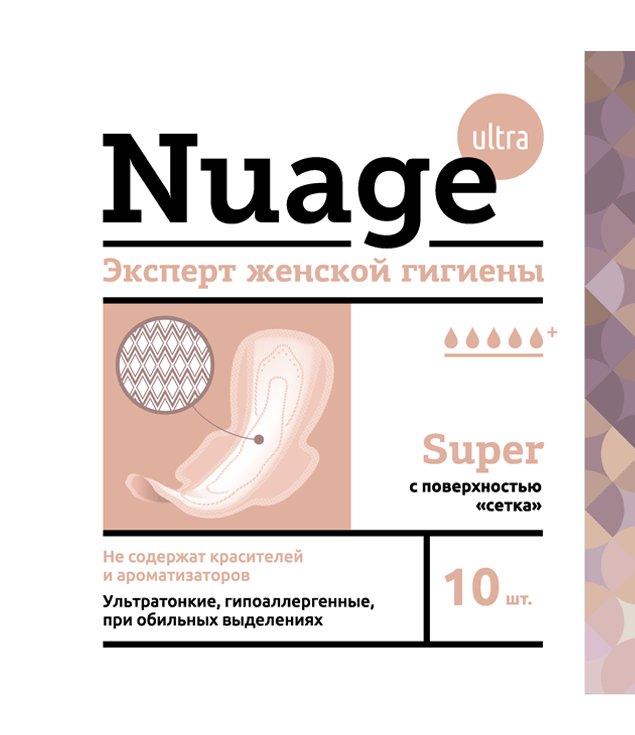 ultra
Nuage
Эксперт женской гигиены
+
Super
с поверхностью
«сетка»
Не содержат красителей
и ароматизаторов
Ультратонкие, гипоаллергенные,
при обильных выделениях
10 шт.